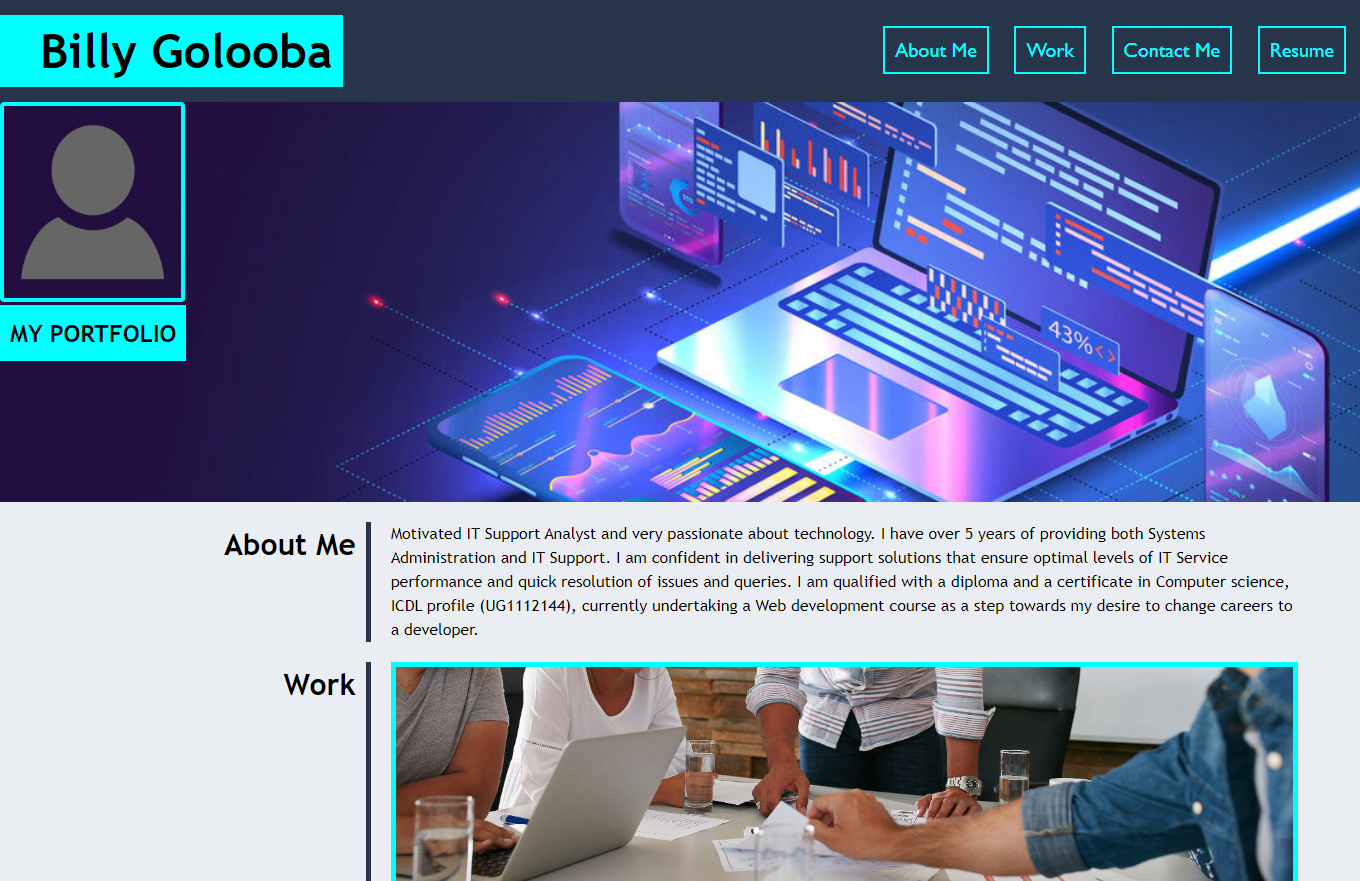 Billy Golooba
About Me
Work
Contact Me
Resume
MY PORTFOLIO
43%<>
About Me
Motivated IT Support Analyst and very passionate about technology. I have over 5 years of providing both Systems
Administration and IT Support. I am confident in delivering support solutions that ensure optimal levels of IT Service
performance and quick resolution of issues and queries. I am qualified with a diploma and a certificate in Computer science,
ICDL profile (UG1112144), currently undertaking a Web development course as a step towards my desire to change careers to
a developer.
Work